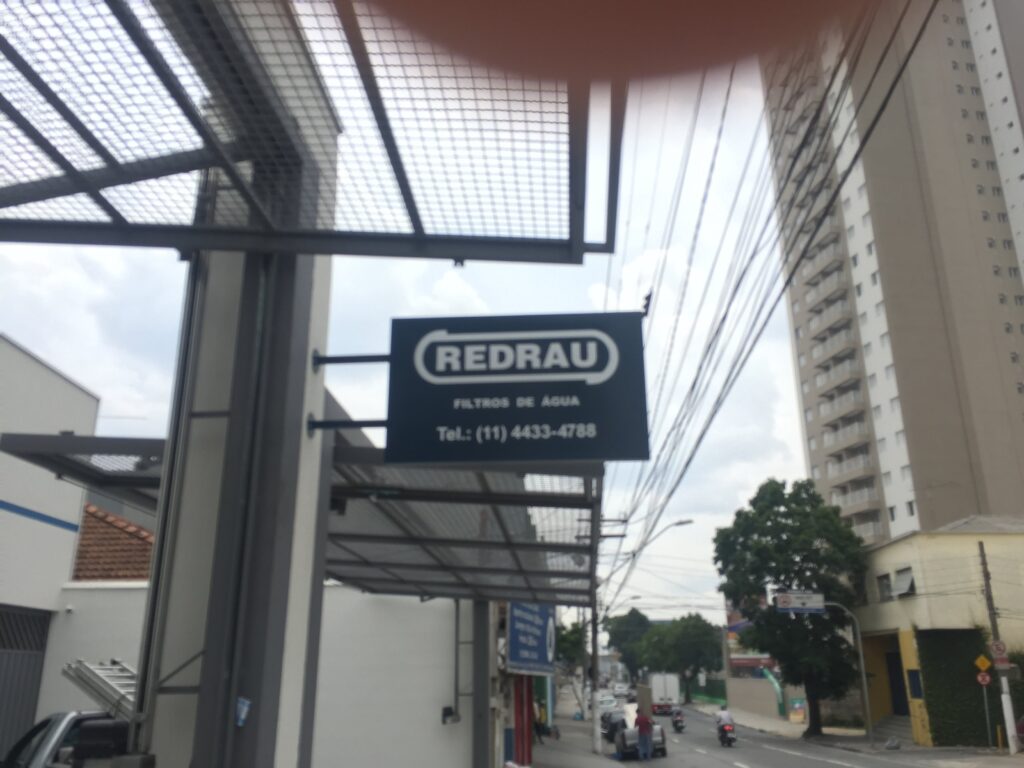 REDRAU
FILTROS DE ÁGUA
Tel.: (11) 4433-4788